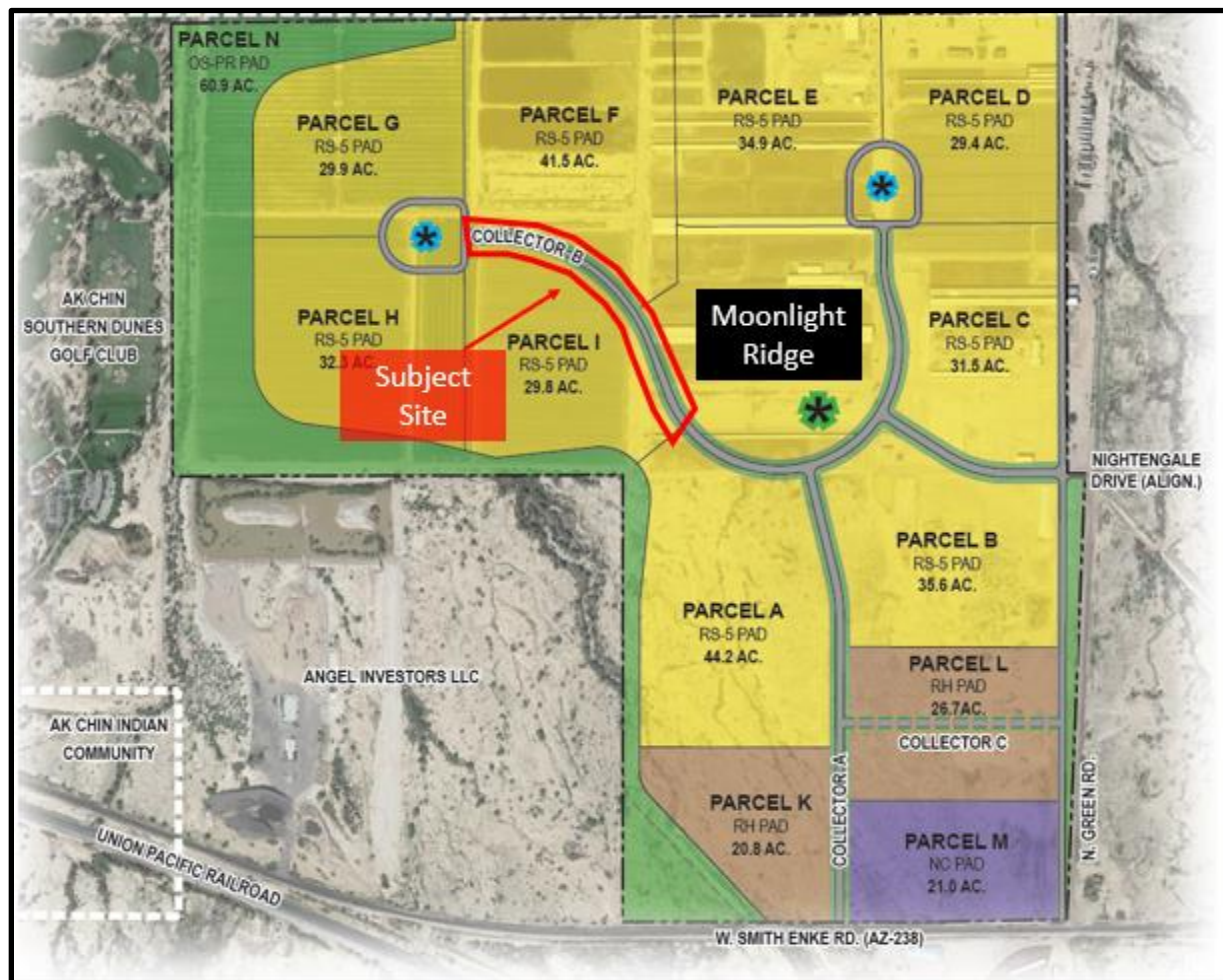 PARCEL N
OS-PR PAD
60.9 AC.
PARCEL G
RS-5 PAD
29.9 AC.
PARCEL F
RS-5 PAD
41.5 AC.
PARCEL E
RS-5 PAD
34.9 AC.
PARCEL D
RS-5 PAD
29.4 AC.
COLLECTOR B
AK CHIN
SOUTHERN DUNES
GOLF CLUB
PARCEL H
RS-5 PAD
AC.
Subject
Site
PARCEL I
RS-5 PAD
29.8 AC.
Moonlight
Ridge
PARCEL C
RS-5 PAD
31.5 AC.
NIGHTENGALE
DRIVE (ALIGN.)
PARCEL B
RS-5 PAD
35.6 AC.
PARCEL A
RS-5 PAD
44.2 AC.
ANGEL INVESTORS LLC
PARCEL L
RH PAD
26.7 AC.
COLLECTOR C
AK CHIN INDIAN
COMMUNITY
PARCEL K
RH PAD
20.8 AC.
COLLECTOR A
PARCEL M
NC PAD
21.0 AC.
N. GREEN RD.
UNION PACIFIC RAILROAD
W. SMITH ENKE RD. (AZ-238)